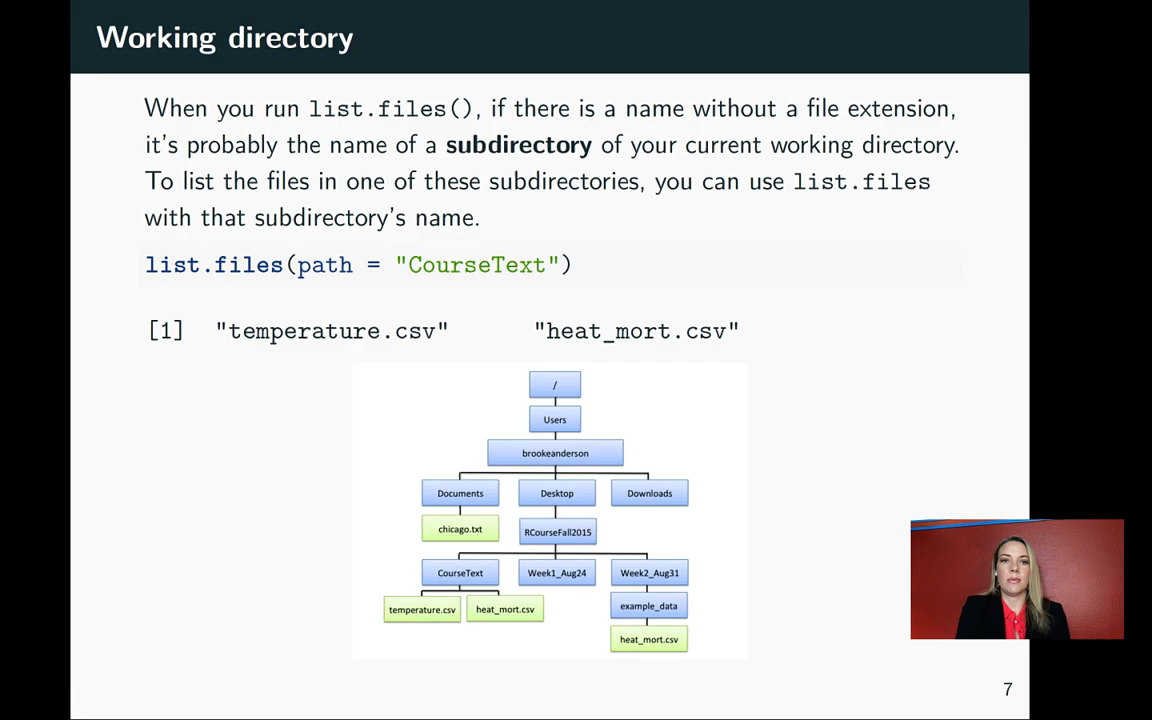 Working directory
When you run list.files(), if there is a name without a file extension,
it's probably the name of a subdirectory of your current working directory.
To list the files in one of these subdirectories, you can use list.files
with that subdirectory's name.
list.files(path = "CourseText")
[1] "temperature.csv" "heat_mort.csv"
/
Users
brookeanderson
Documents Desktop Downloads
chicago.txt RCourseFall2015
CourseText Week1_Aug24 Week2_Aug31
temperature.csv heat_mort.csv example_data
heat_mort.csv
7